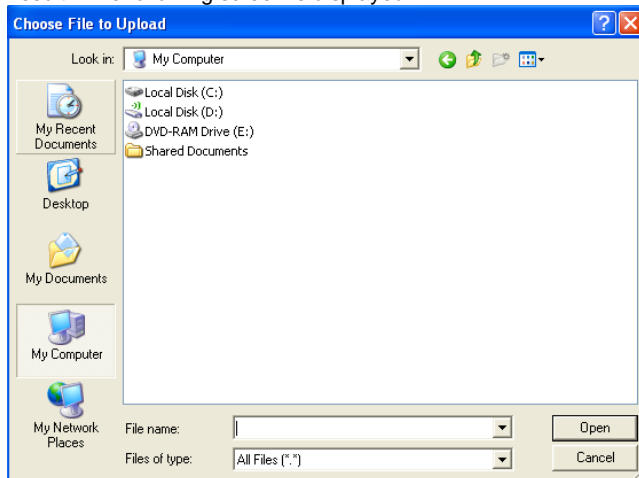 Choose File to Upload
Look in: My Computer
Local Disk (C:)
Local Disk (D:)
DVD-RAM Drive (E:)
Shared Documents
My Recent
Documents
Desktop
My Documents
My Computer
My Network
Places
File name:
Open
Files of type: All Files (*.*)
Cancel